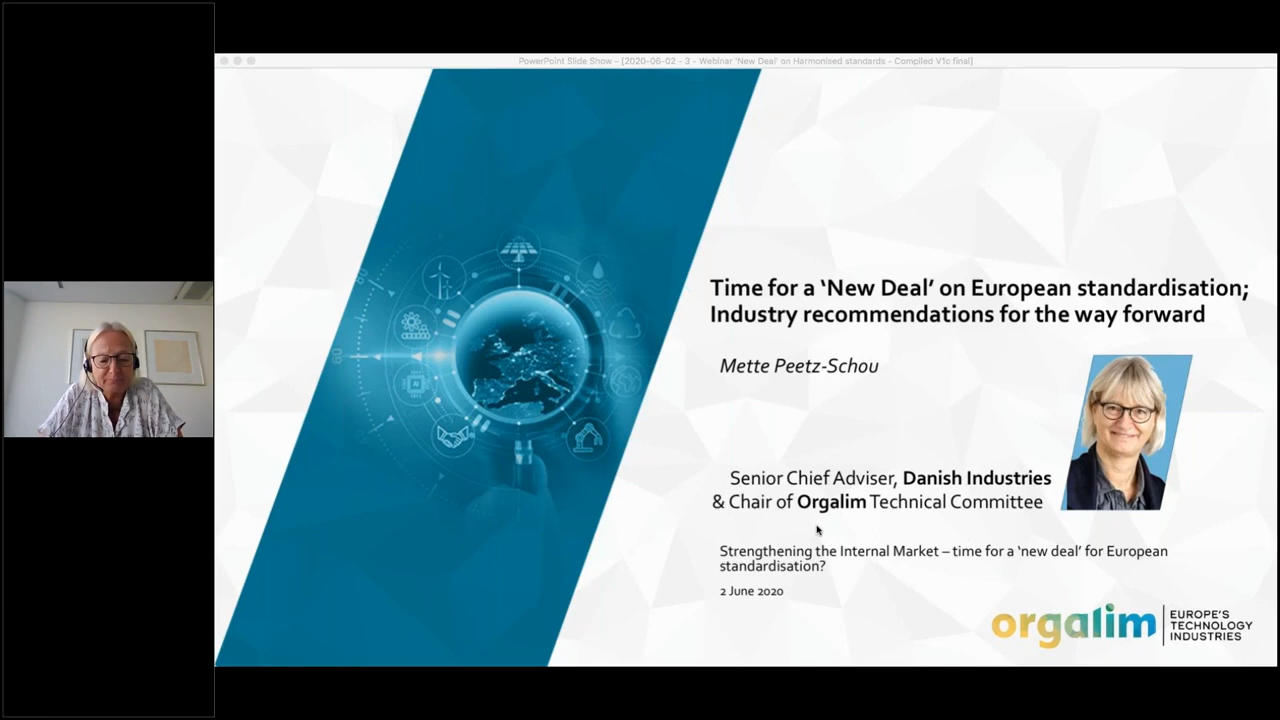 PowerPoint Slide Show - [2020-06-02 - 3 - Webinar 'New Deal' on Harmonised standards - Compiled V1c final]
Time for a ‘New Deal’ on European standardisation;
Industry recommendations for the way forward
Mette Peetz-Schou
Senior Chief Adviser, Danish Industries
& Chair of Orgalim Technical Committee
Strengthening the Internal Market – time for a ‘new deal’ for European
standardisation?
2 June 2020
orgalim
EUROPE'S
TECHNOLOGY
INDUSTRIES
AI